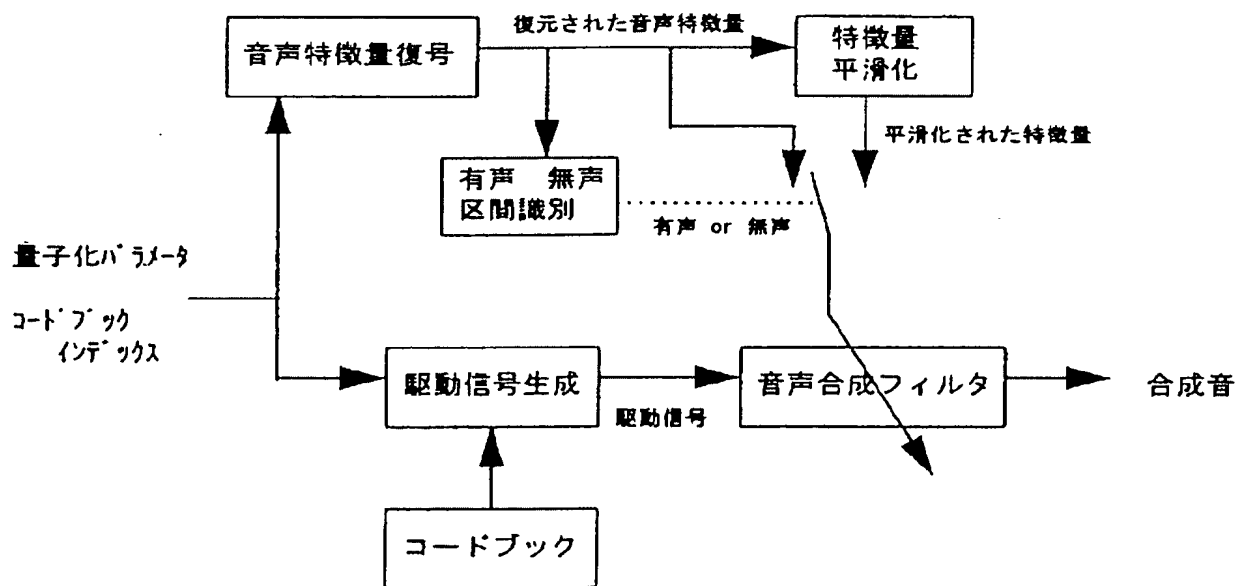 復元された音声特徴量
音声特徴量復号
特徴量
平滑化
平滑化された特徴量
有声 無声
区間識別
有声 or 無声
量子化ﾊﾟﾗﾒｰﾀ
ｺｰﾄﾞﾌﾞｯｸ
ｲﾝﾃﾞｯｸｽ
駆動信号生成
駆動信号
音声合成フィルタ
合成音
コードブック